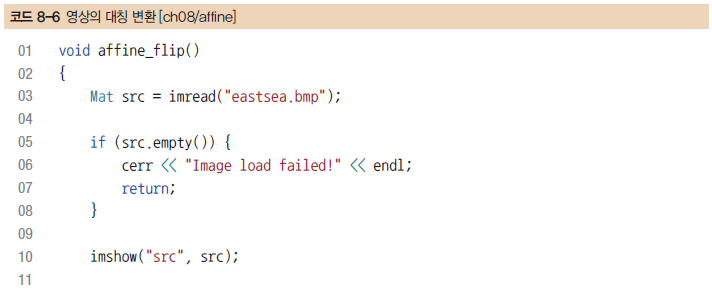 코드 8-6 영상의 대칭 변환 [ch08/affine]
01 void affine_flip()
02 {
03     Mat src = imread("eastsea.bmp");
04
05     if (src.empty()) {
06         cerr << "Image load failed!" << endl;
07         return;
08     }
09
10     imshow("src", src);
11